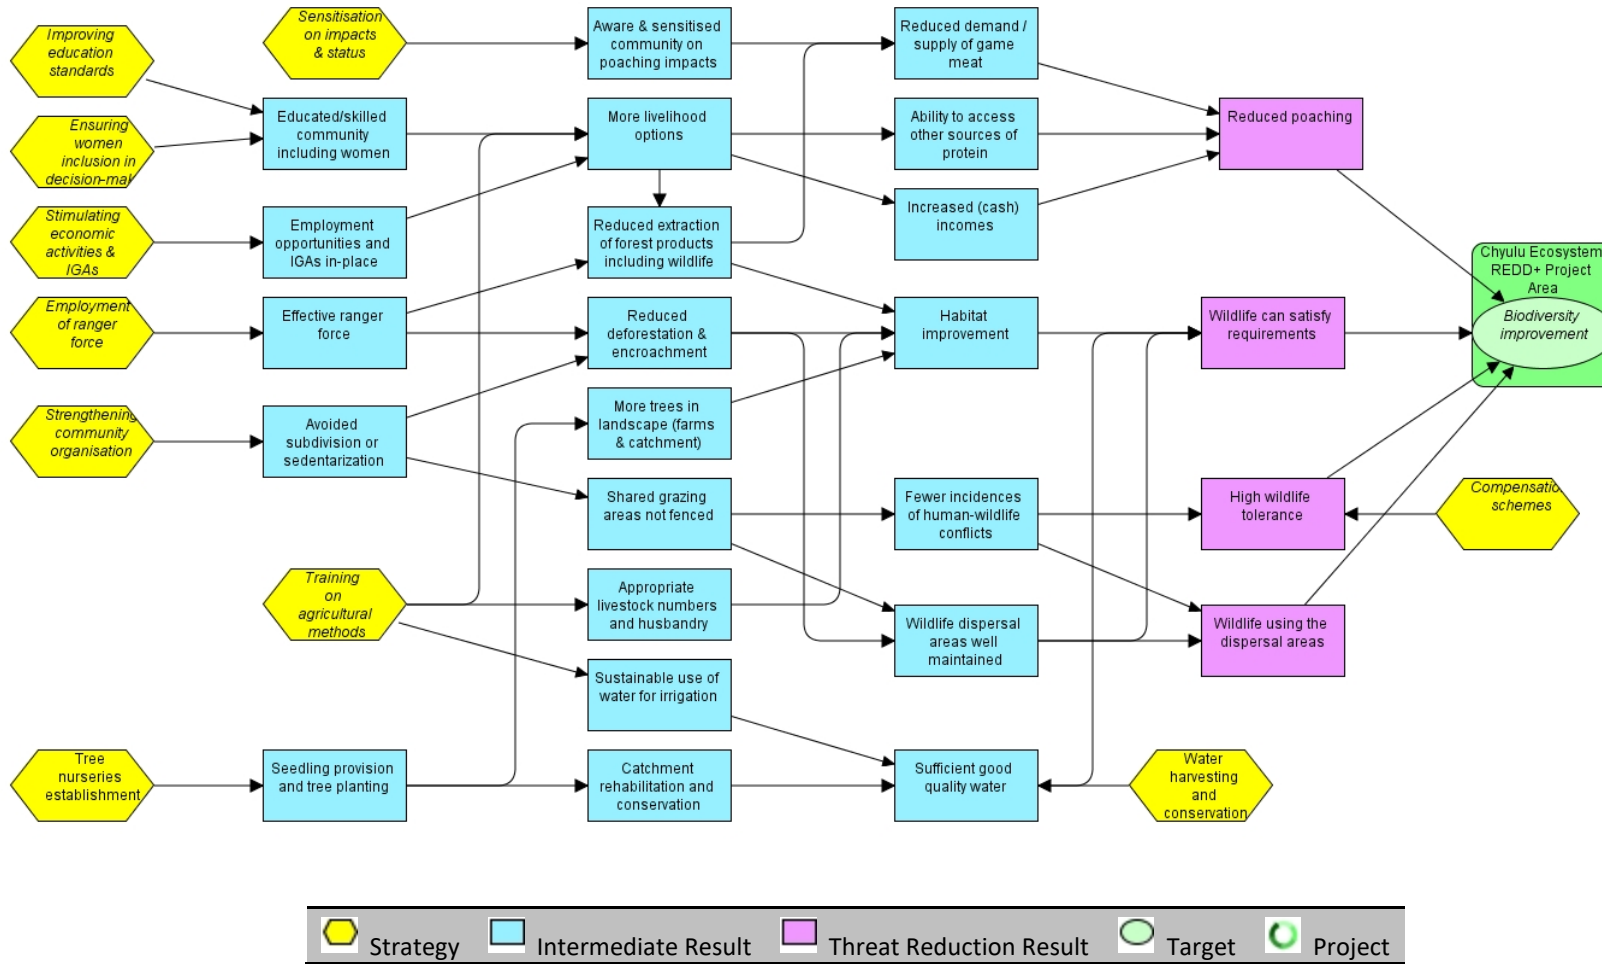 Improving
education
standards
Sensitisation
on impacts
& status
Aware & sensitised
community on
poaching impacts
Reduced demand /
supply of game
meat
Ensuring
women
inclusion in
decision-mak
Educated/skilled
community
including women
More livelihood
options
Ability to access
other sources of
protein
Reduced poaching
Increased (cash)
incomes
Stimulating
economic
activities &
IGAs
Employment
opportunities and
IGAs in-place
Reduced extraction
of forest products
including wildlife
Chyulu Ecosystem
REDD+ Project
Area
Biodiversity
improvement
Employment
of ranger
force
Effective ranger
force
Reduced
deforestation &
encroachment
Habitat
improvement
Wildlife can satisfy
requirements
Strengthening
community
organisation
Avoided
subdivision or
sedentarization
More trees in
landscape (farms
& catchment)
Shared grazing
areas not fenced
Fewer incidences
of human-wildlife
conflicts
High wildlife
tolerance
Compensatio
schemes
Training
on
agricultural
methods
Appropriate
livestock numbers
and husbandry
Wildlife dispersal
areas well
maintained
Wildlife using the
dispersal areas
Sustainable use of
water for irrigation
Tree
nurseries
establishment
Seedling provision
and tree planting
Catchment
rehabilitation and
conservation
Sufficient good
quality water
Water
harvesting
and
conservation
Strategy
Intermediate Result
Threat Reduction Result
Target
Project